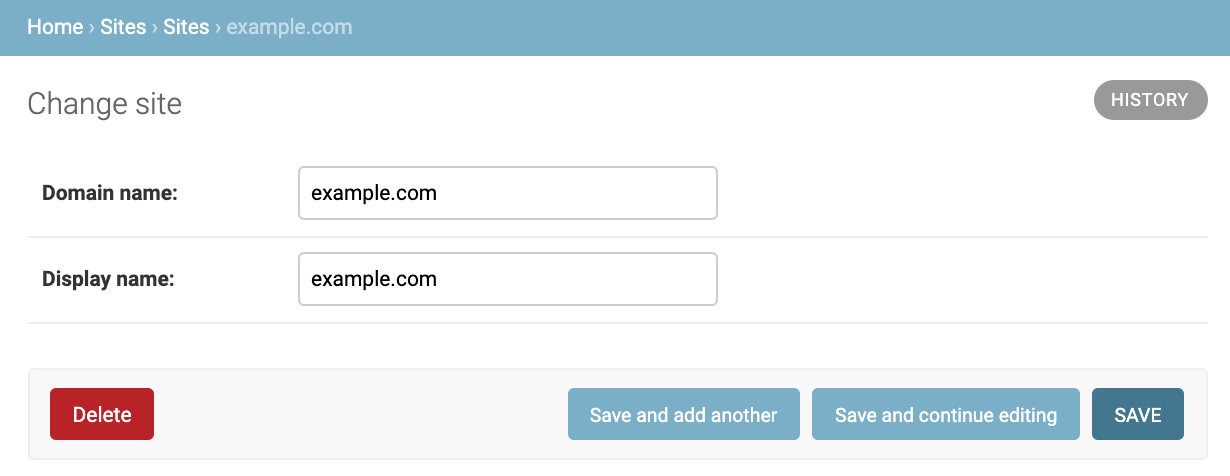 Home › Sites › Sites › example.com
Change site
HISTORY
Domain name:
example.com
Display name:
example.com
Delete
Save and add another
Save and continue editing
SAVE